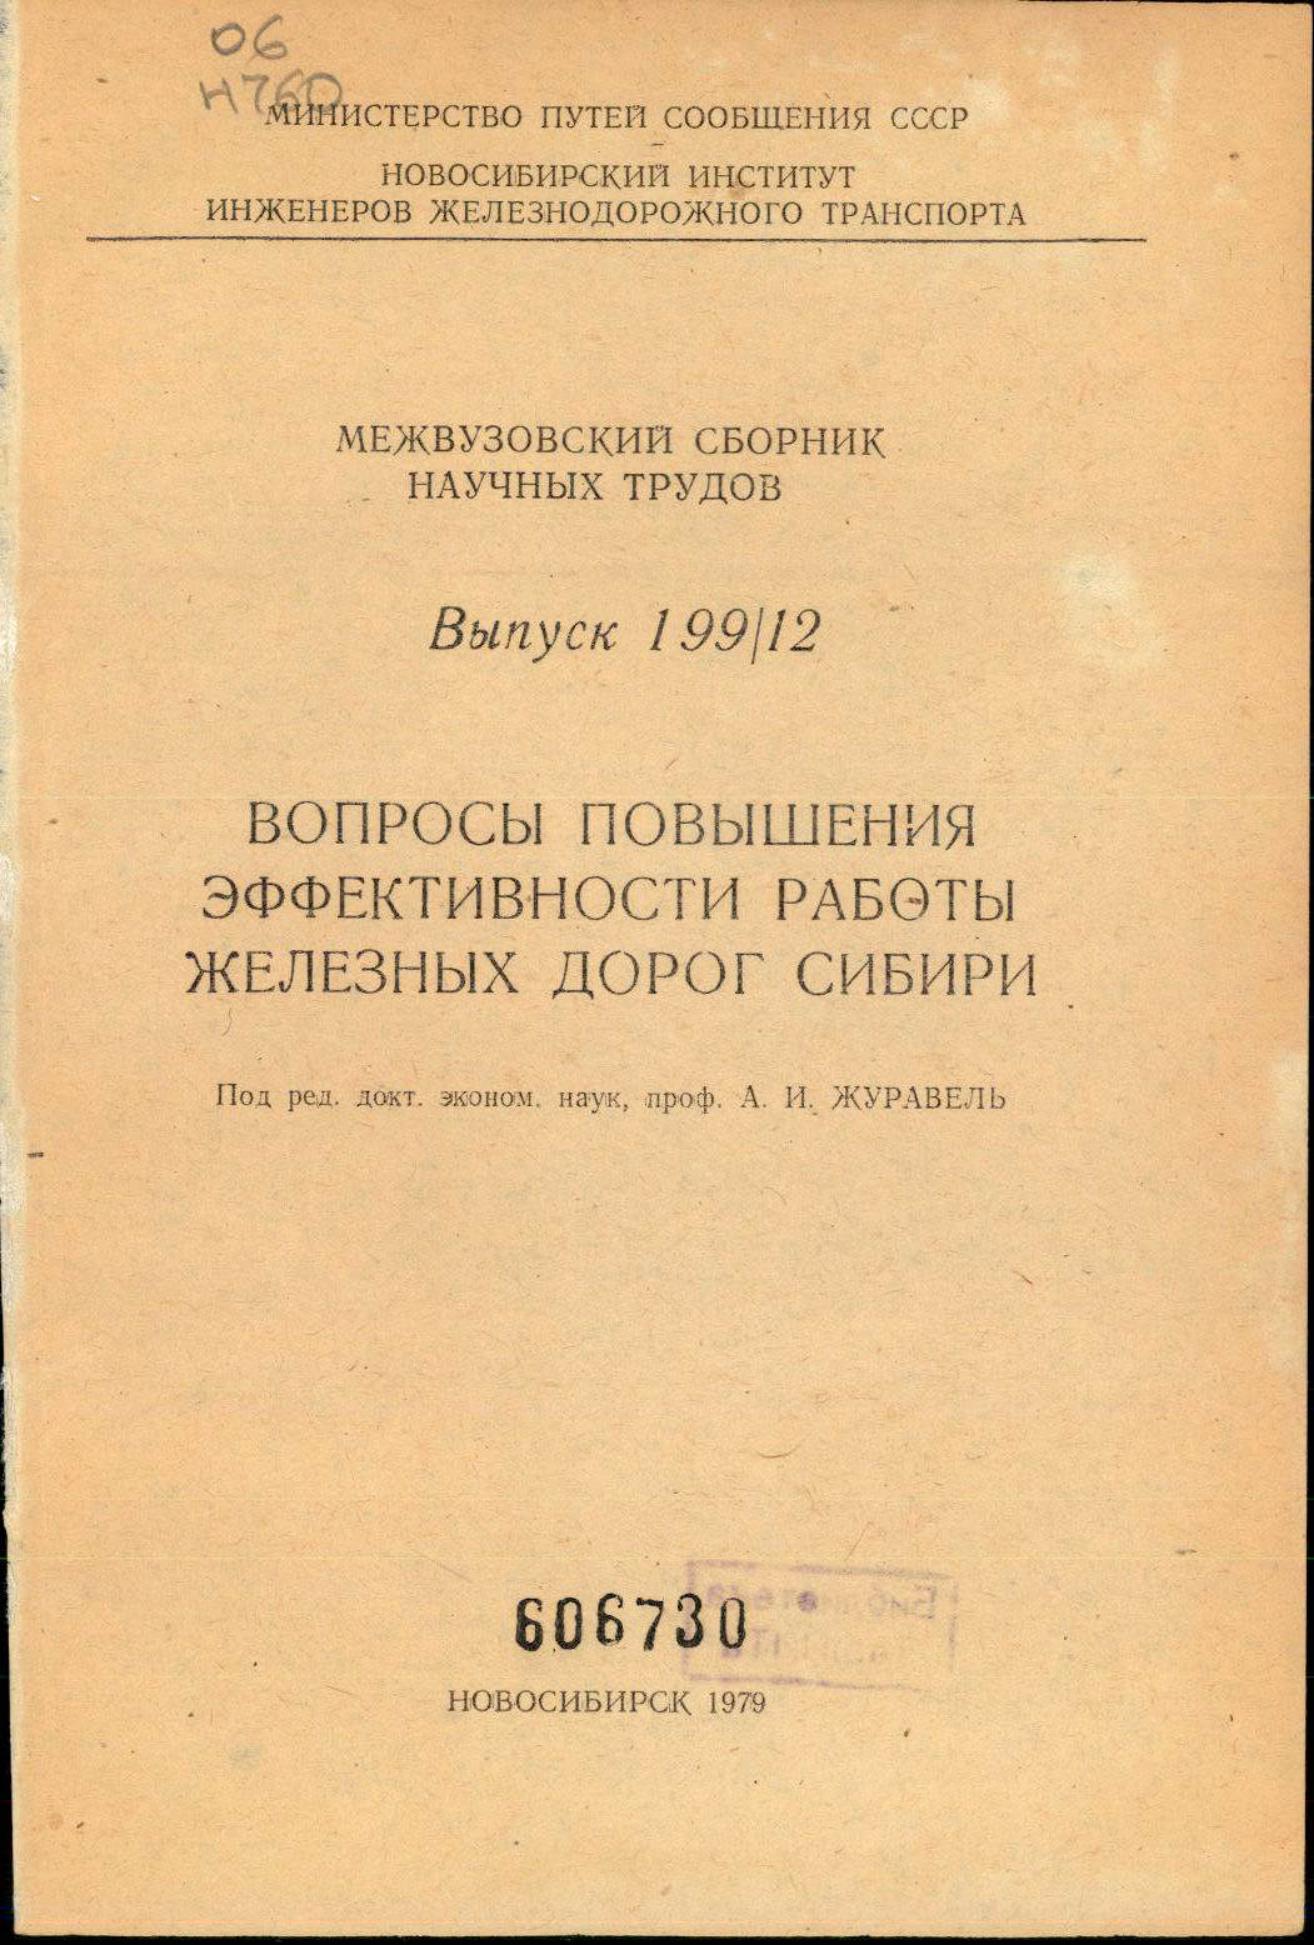 06
Н760
МИНИСТЕРСТВО ПУТЕЙ СООБЩЕНИЯ СССР
НОВОСИБИРСКИЙ ИНСТИТУТ
ИНЖЕНЕРОВ ЖЕЛЕЗНОДОРОЖНОГО ТРАНСПОРТА
МЕЖВУЗОВСКИЙ СБОРНИК
НАУЧНЫХ ТРУДОВ
Выпуск 199|12
ВОПРОСЫ ПОВЫШЕНИЯ
ЭФФЕКТИВНОСТИ РАБОТЫ
ЖЕЛЕЗНЫХ ДОРОГ СИБИРИ
Под ред. докт. эконом. наук, проф. А. И. ЖУРАВЕЛЬ
606730
НОВОСИБИРСК 1979